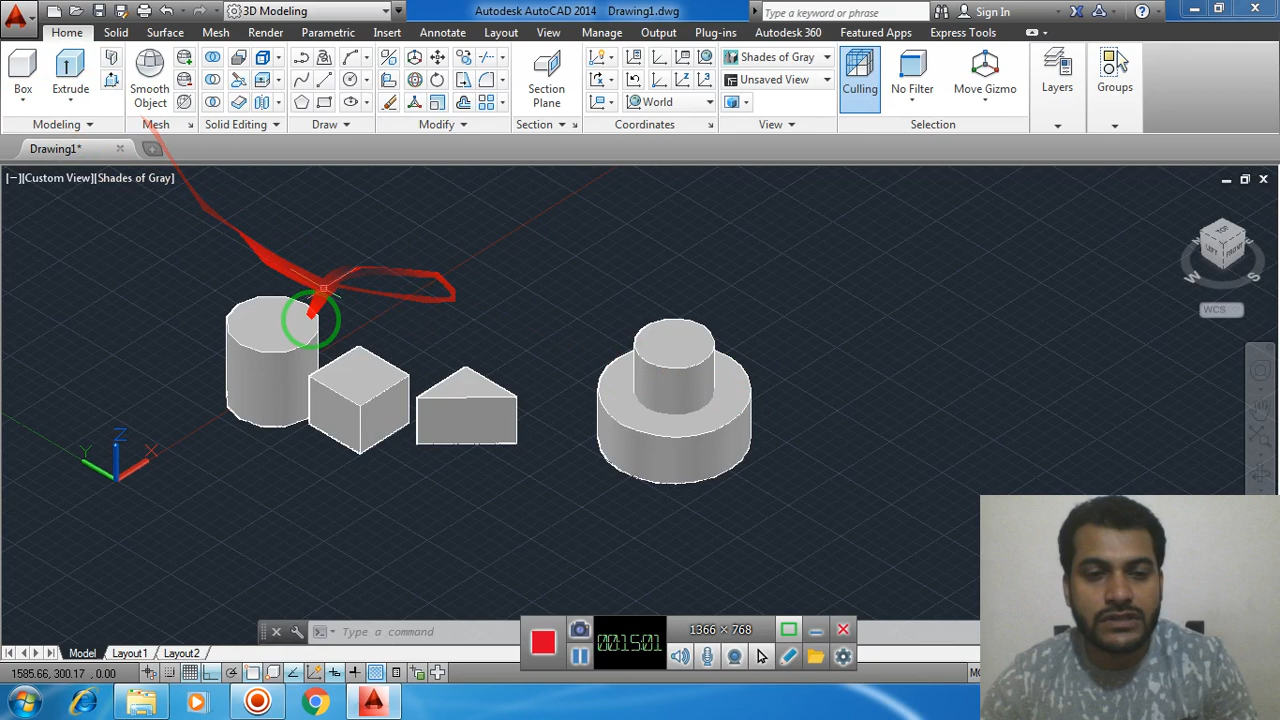 3D Modeling
Autodesk AutoCAD 2014 Drawing1.dwg
Type a keyword or phrase
Sign In
Home Solid Surface Mesh Render Parametric Insert Annotate Layout View Manage Output Plug-ins Autodesk 360 Featured Apps Express Tools
Box
Extrude
Smooth
Object
Section
Plane
World
Shades of Gray
Unsaved View
Culling
No Filter
Move Gizmo
Layers
Groups
Modeling Mesh Solid Editing Draw Modify Section Coordinates View Selection
Drawing1*
[−][Custom View][Shades of Gray]
TOP
LEFT
FRONT
W
S
WCS
Z
Y
X
Type a command
00:15:01
1366 × 768
Model Layout1 Layout2
1585.66, 300.17 , 0.00